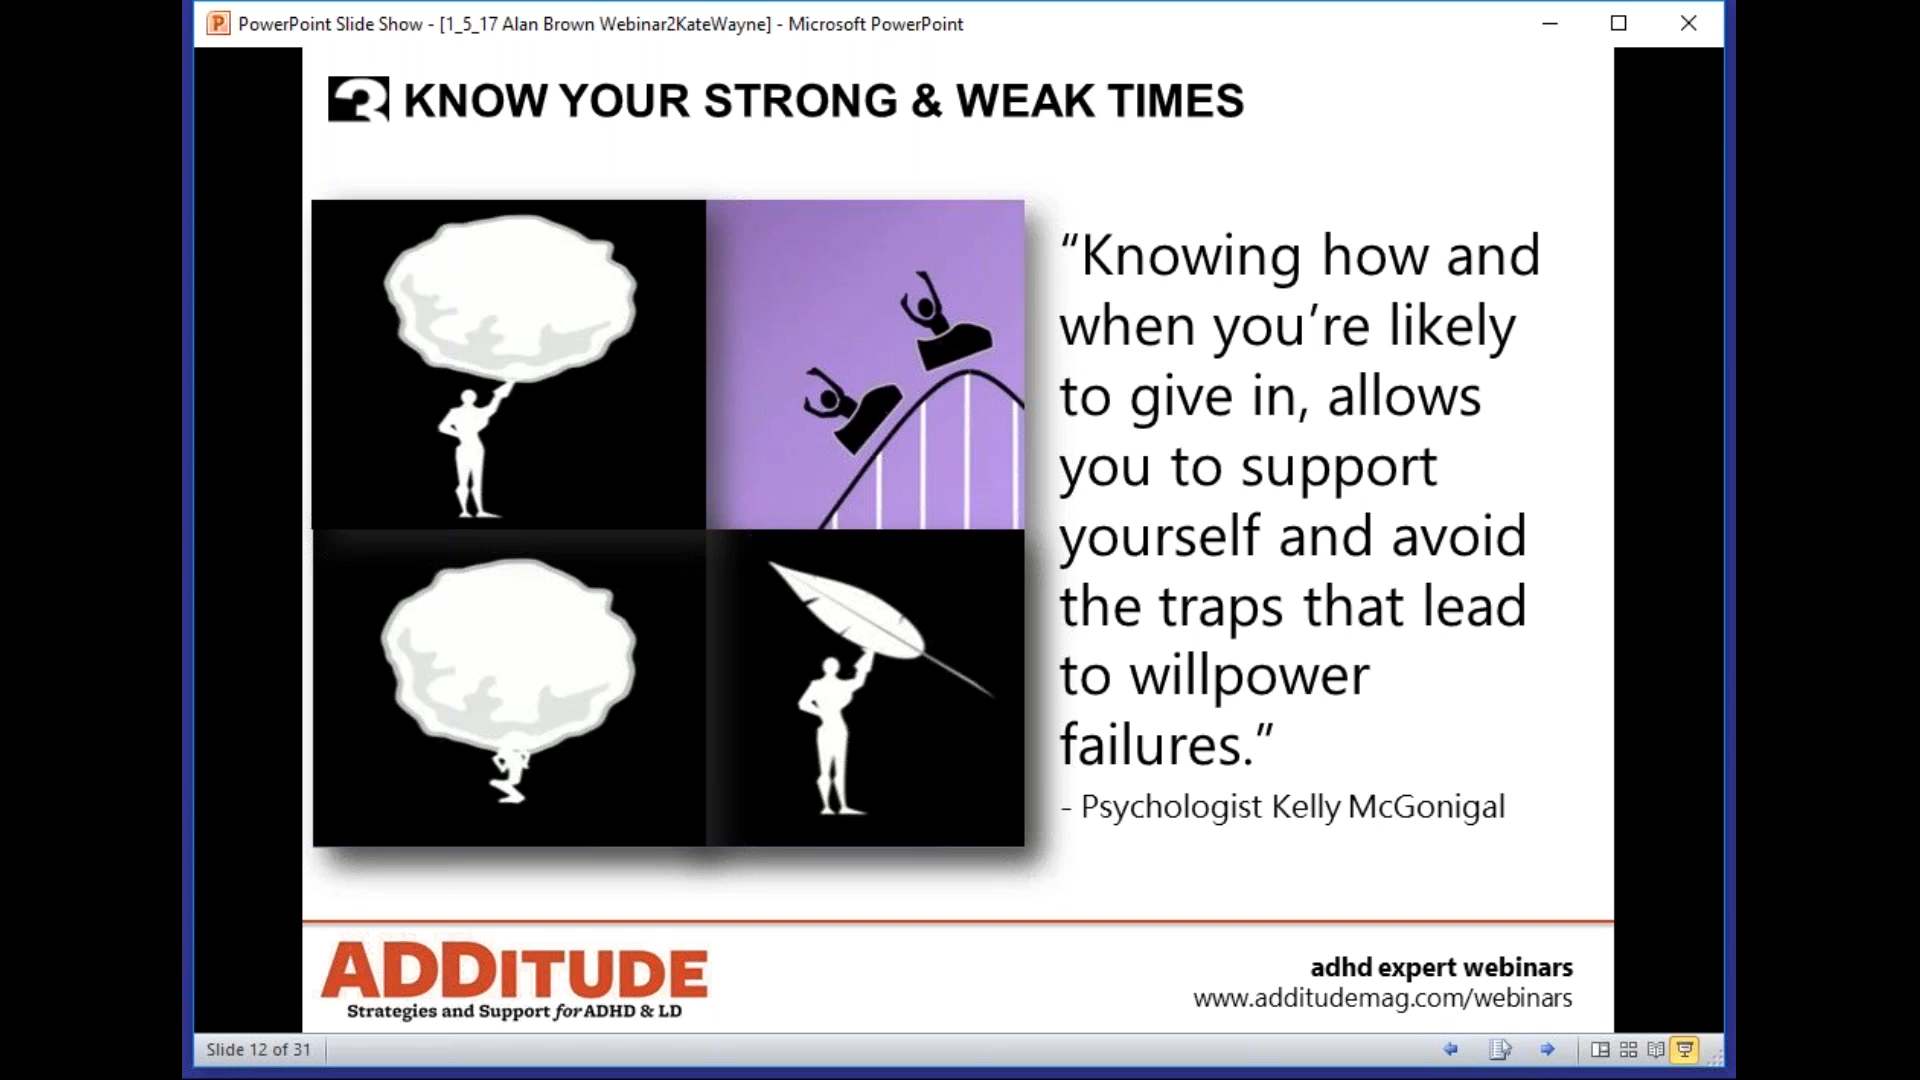 PowerPoint Slide Show - [1_5_17 Alan Brown Webinar2KateWayne] - Microsoft PowerPoint
3 KNOW YOUR STRONG & WEAK TIMES
“Knowing how and
when you’re likely
to give in, allows
you to support
yourself and avoid
the traps that lead
to willpower
failures.”
- Psychologist Kelly McGonigal
ADDITUDE
Strategies and Support for ADHD & LD
adhd expert webinars
www.additudemag.com/webinars
Slide 12 of 31